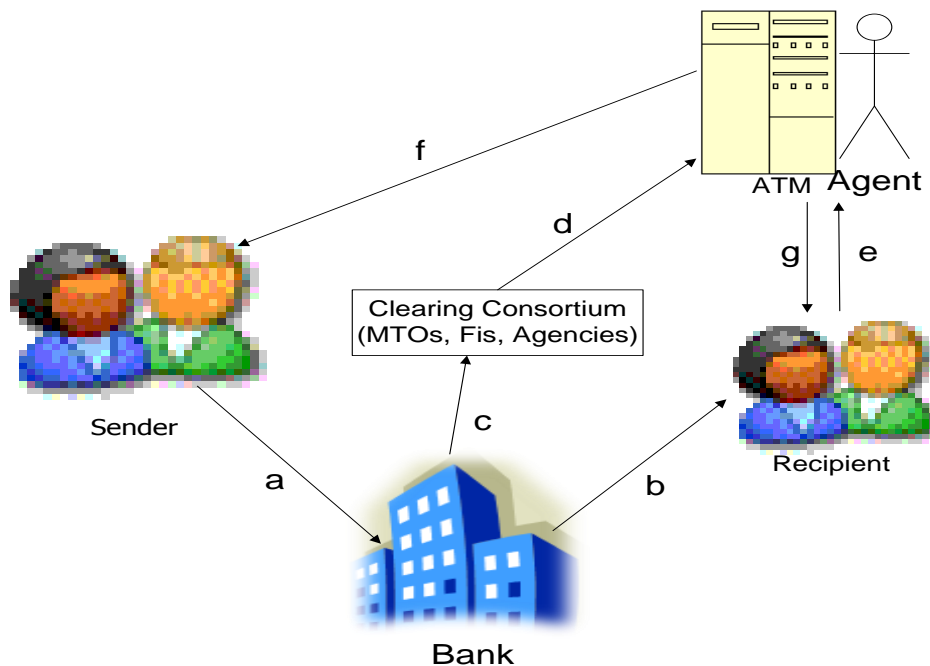 f
ATM Agent
d
g e
Clearing Consortium
(MTOs, Fis, Agencies)
Sender
c
Recipient
a
b
Bank